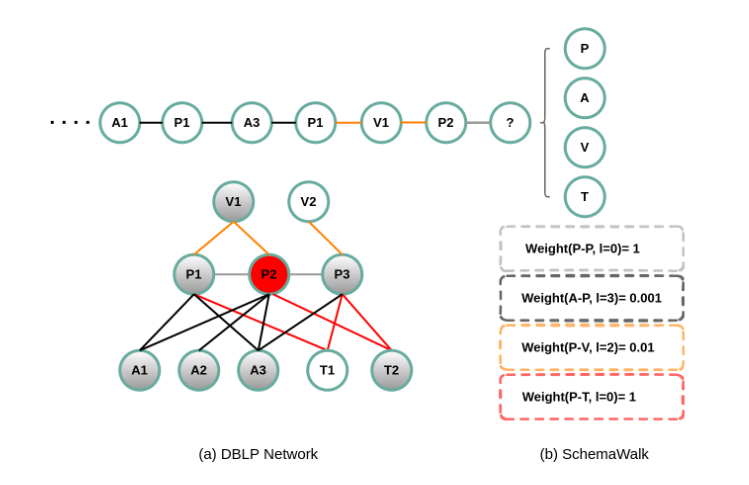 P
A
V
T
. . . . A1 P1 A3 P1 V1 P2 ?
V1 V2
P1 P2 P3
A1 A2 A3 T1 T2
Weight(P-P, l=0)= 1
Weight(A-P, l=3)= 0.001
Weight(P-V, l=2)= 0.01
Weight(P-T, l=0)= 1
(a) DBLP Network
(b) SchemaWalk